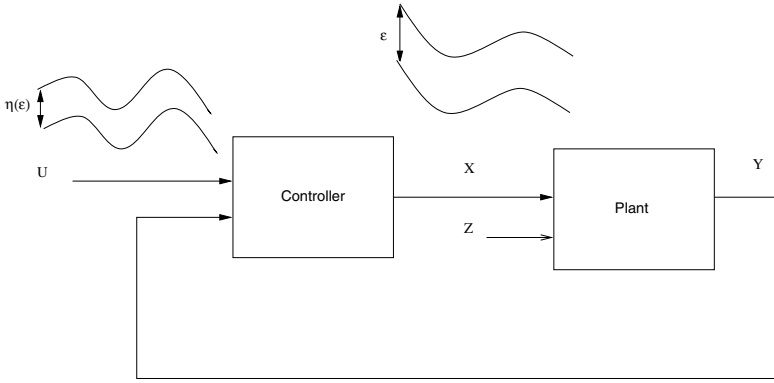 ε
η(ε)
U
X
Y
Controller
Plant
Z